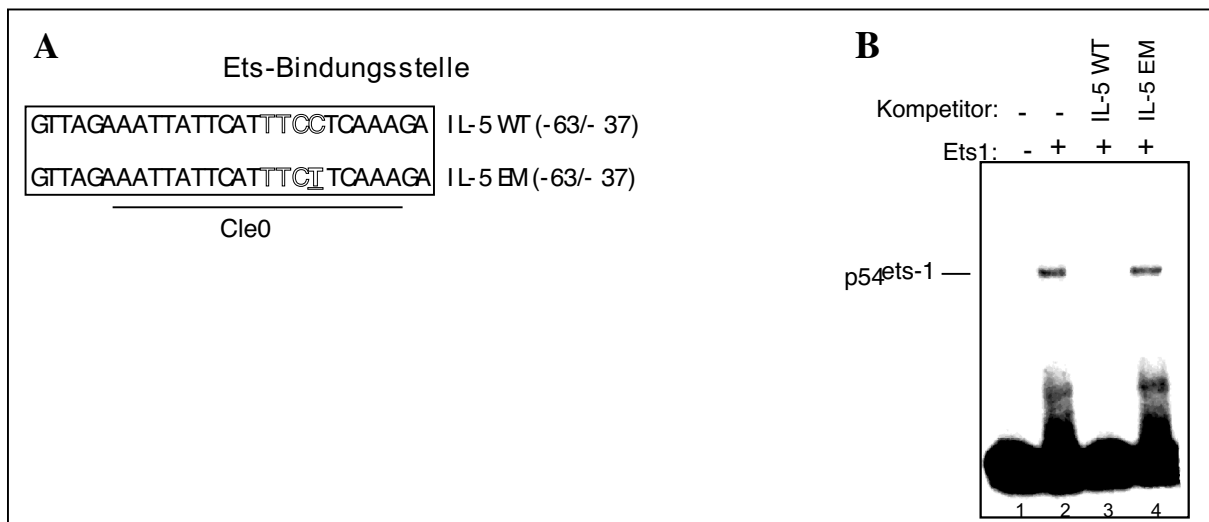 A
Ets-Bindungsstelle
GTTAGAAATTATTCATTTCCTCAAAGA IL-5 WT (-63/- 37)
GTTAGAAATTATTCATTTCTTCAAAGA IL-5 EM (-63/- 37)
Cle0
B
IL-5 WT
IL-5 EM
Kompetitor: - -
Ets1: - + + +
p54ets-1
1 2 3 4